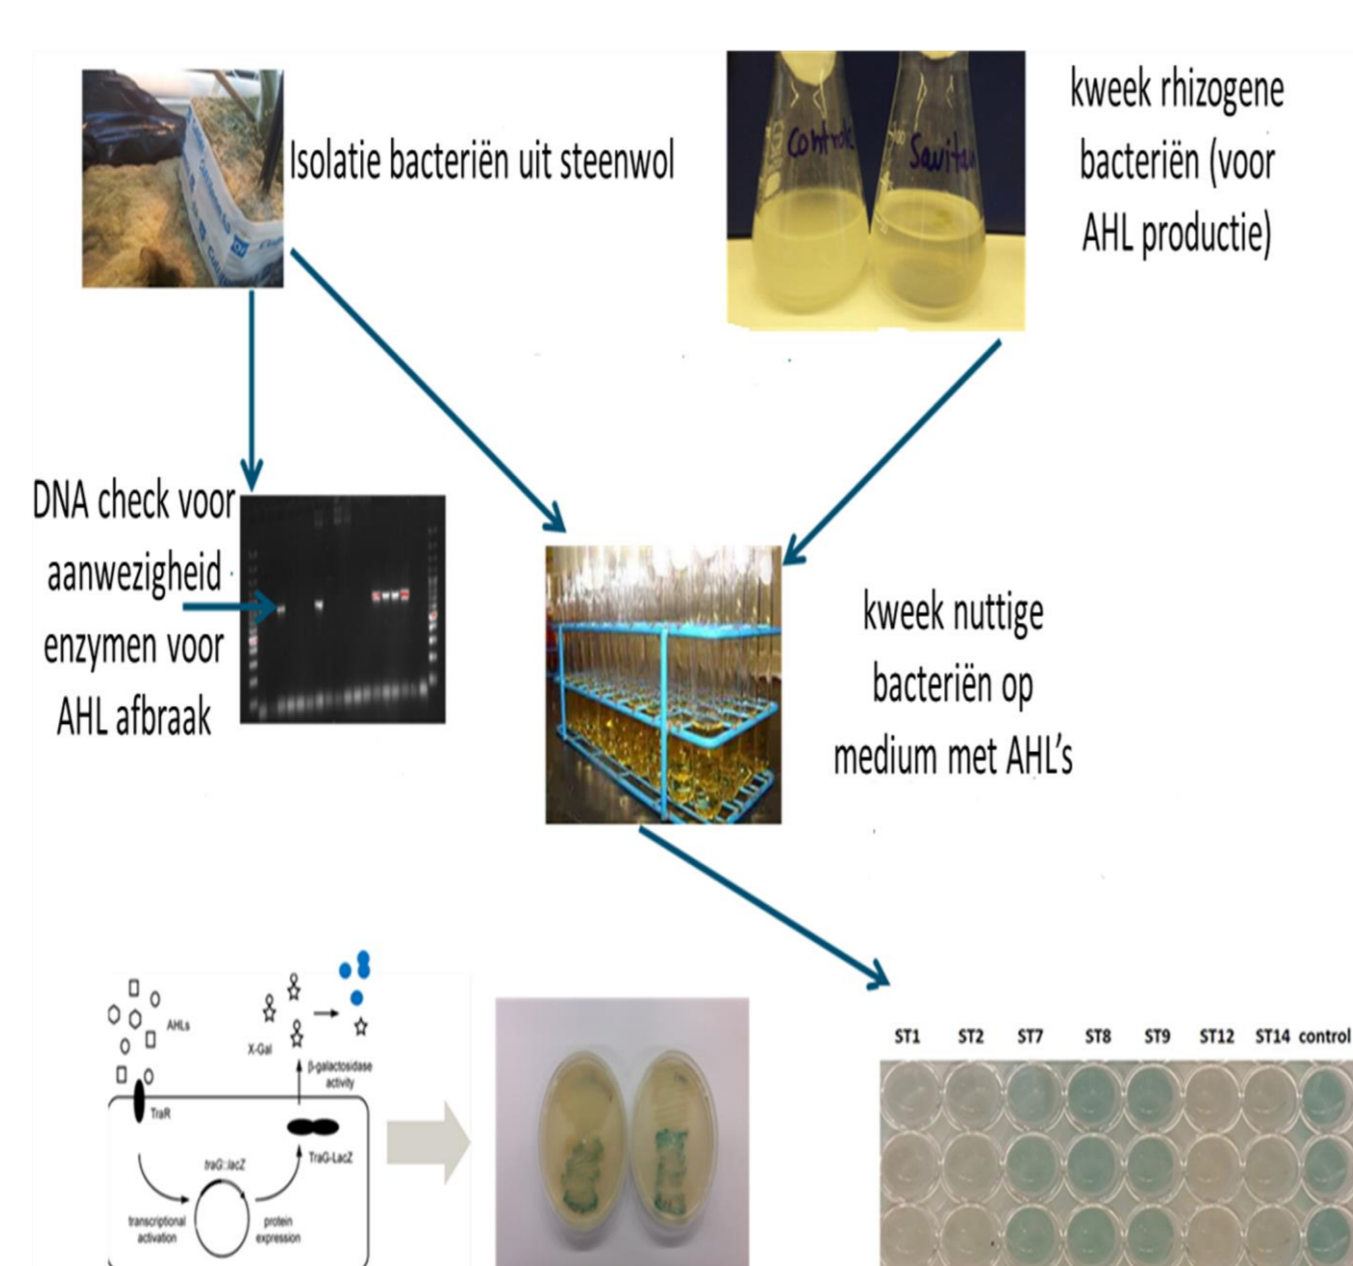 Isolatie bacteriën uit steenwol
Controle
Savitan
kweek rhizogene
bacteriën (voor
AHL productie)
DNA check voor
aanwezigheid
enzymen voor
AHL afbraak
kweek nuttige
bacteriën op
medium met AHL's
AHLs
X-Gal
β-galactosidase
activity
TraR
TraG-LacZ
traG::lacZ
transcriptional
activation
protein
expression
ST1 ST2 ST7 ST8 ST9 ST12 ST14 control